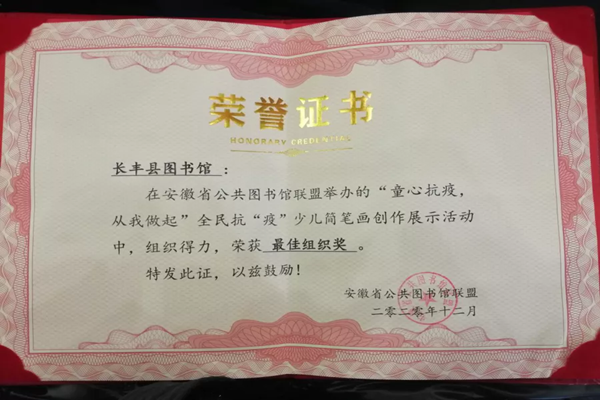 荣誉证书
HONORARY CREDENTIAL
长丰县图书馆：
在安徽省公共图书馆联盟举办的“童心抗疫，
从我做起”全民抗“疫”少儿简笔画创作展示活动
中，组织得力，荣获 最佳组织奖 。
特发此证，以兹鼓励！
安徽省公共图书馆联盟
二零二零年十二月